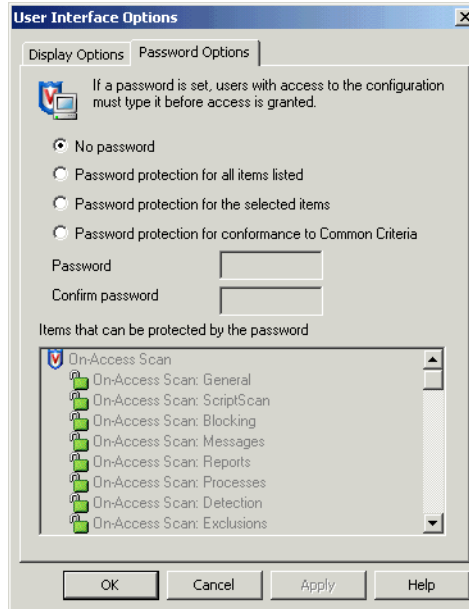 User Interface Options
Display Options
Password Options
If a password is set, users with access to the configuration
must type it before access is granted.
No password
Password protection for all items listed
Password protection for the selected items
Password protection for conformance to Common Criteria
Password
Confirm password
Items that can be protected by the password
On-Access Scan
On-Access Scan: General
On-Access Scan: ScriptScan
On-Access Scan: Blocking
On-Access Scan: Messages
On-Access Scan: Reports
On-Access Scan: Processes
On-Access Scan: Detection
On-Access Scan: Exclusions
OK
Cancel
Apply
Help